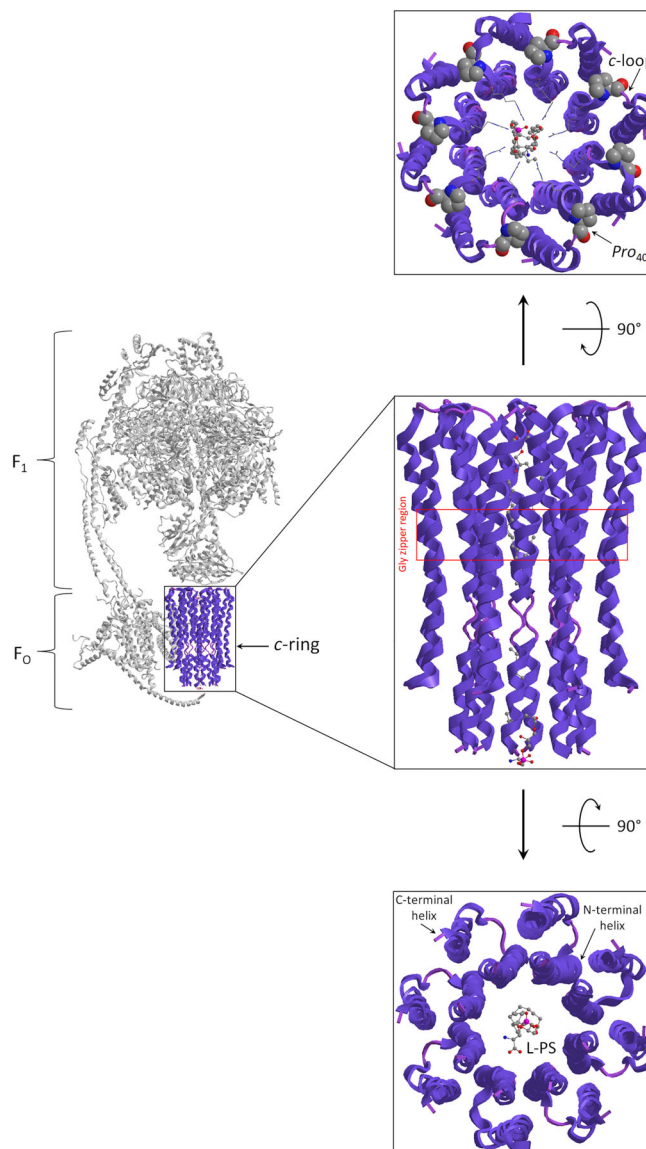 c-loop
Pro40
90°
F1
Gly zipper region
FO
c-ring
90°
C-terminal
helix
N-terminal
helix
L-PS